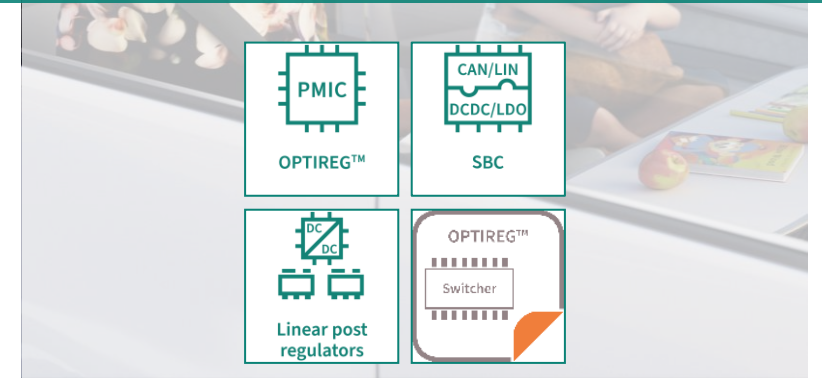 PMIC
OPTIREG™
CAN/LIN
DCDC/LDO
SBC
DC
DC
Linear post
regulators
OPTIREG™
Switcher